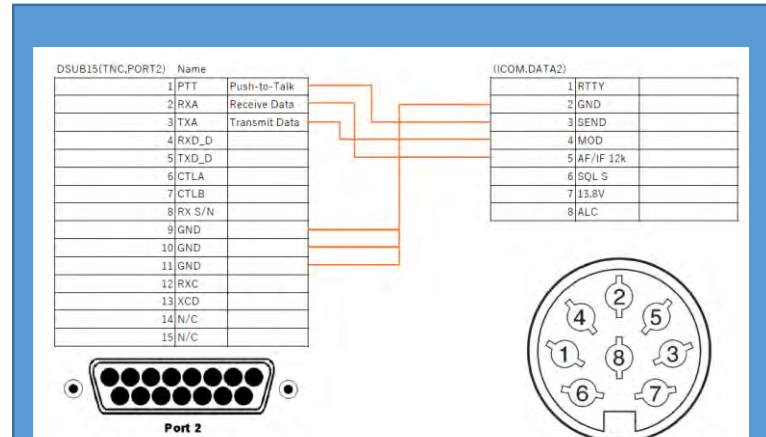 DSUB15(TNC,PORT2) Name
1 PTT Push-to-Talk
2 RXA Receive Data
3 TXA Transmit Data
4 RXD_D
5 TXD_D
6 CTLA
7 CTLB
8 RX S/N
9 GND
10 GND
11 GND
12 RXC
13 XCD
14 N/C
15 N/C
Port 2
(ICOM,DATA2)
1 RTTY
2 GND
3 SEND
4 MOD
5 AF/IF 12k
6 SQL S
7 13.8V
8 ALC
2
4 5
1 8 3
6 7